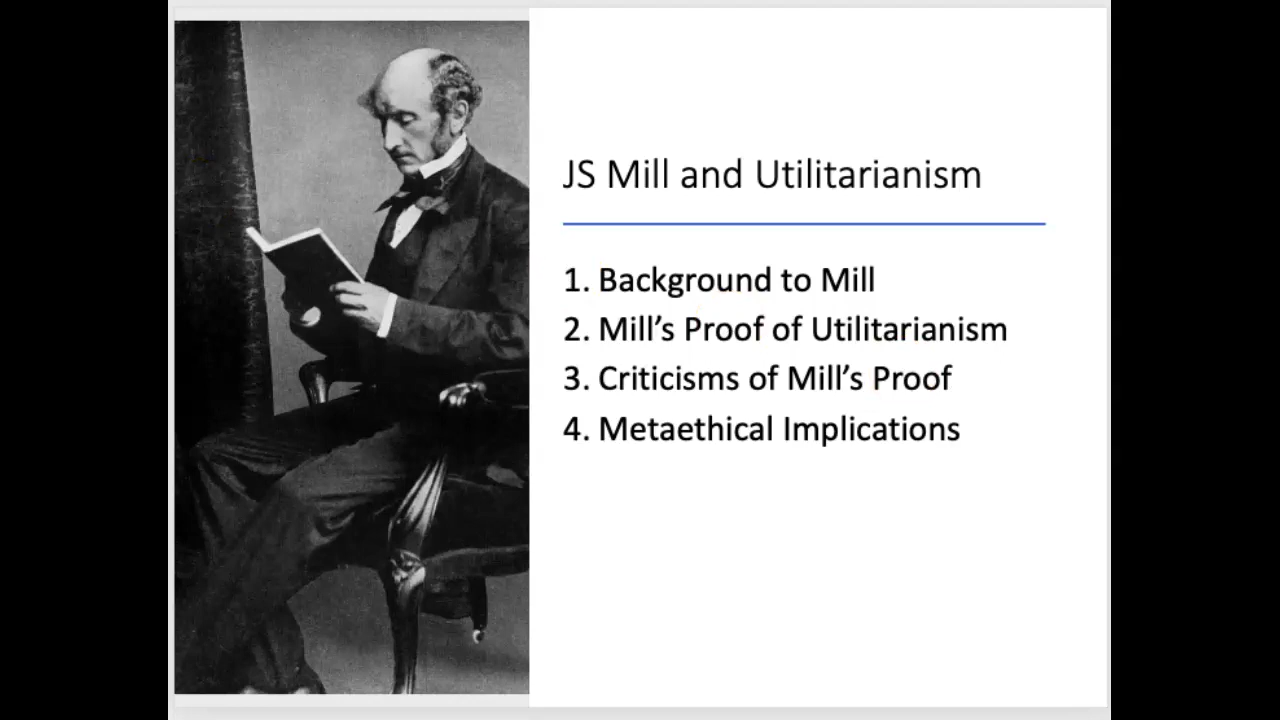 JS Mill and Utilitarianism
1. Background to Mill
2. Mill’s Proof of Utilitarianism
3. Criticisms of Mill’s Proof
4. Metaethical Implications